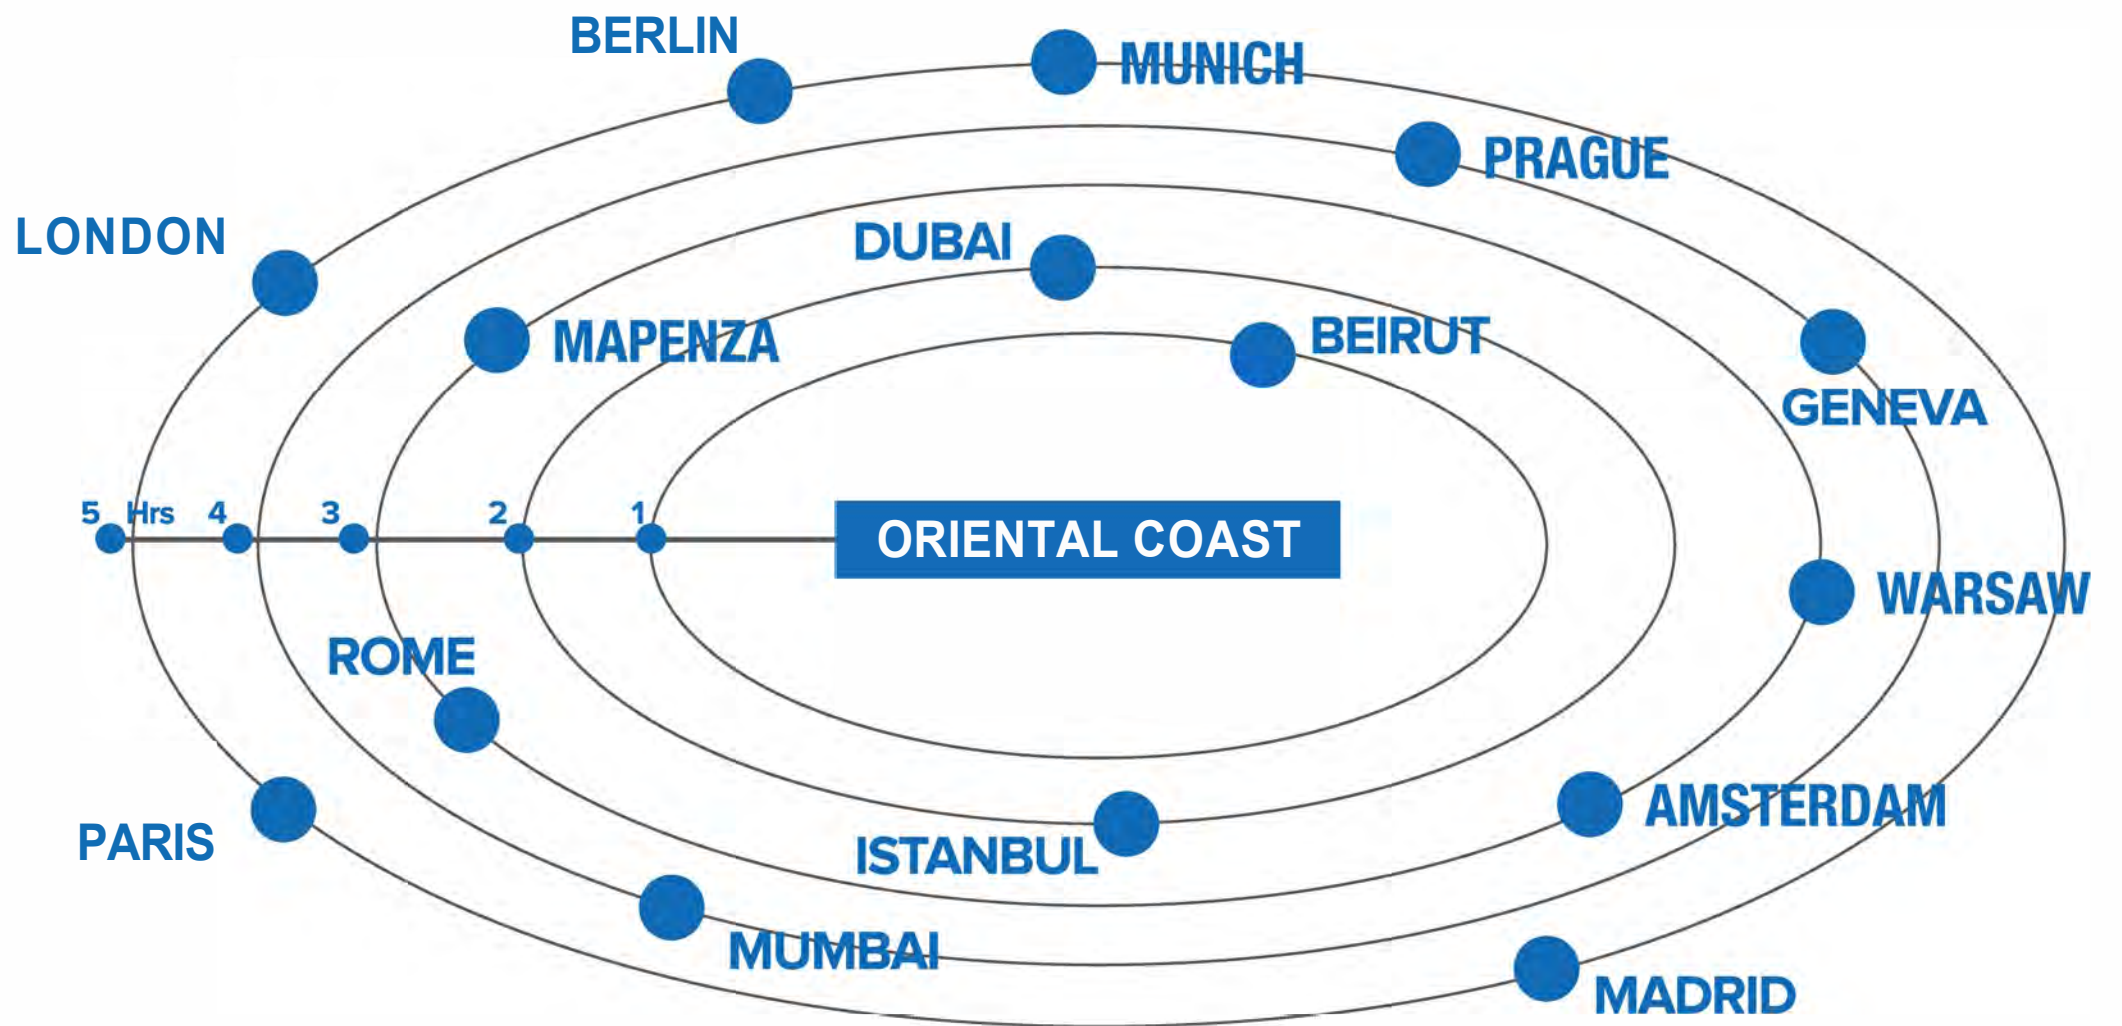 BERLIN
MUNICH
PRAGUE
LONDON
DUBAI
MAPENZA
BEIRUT
GENEVA
5 Hrs 4 3 2 1
ORIENTAL COAST
WARSAW
ROME
AMSTERDAM
PARIS
ISTANBUL
MUMBAI
MADRID